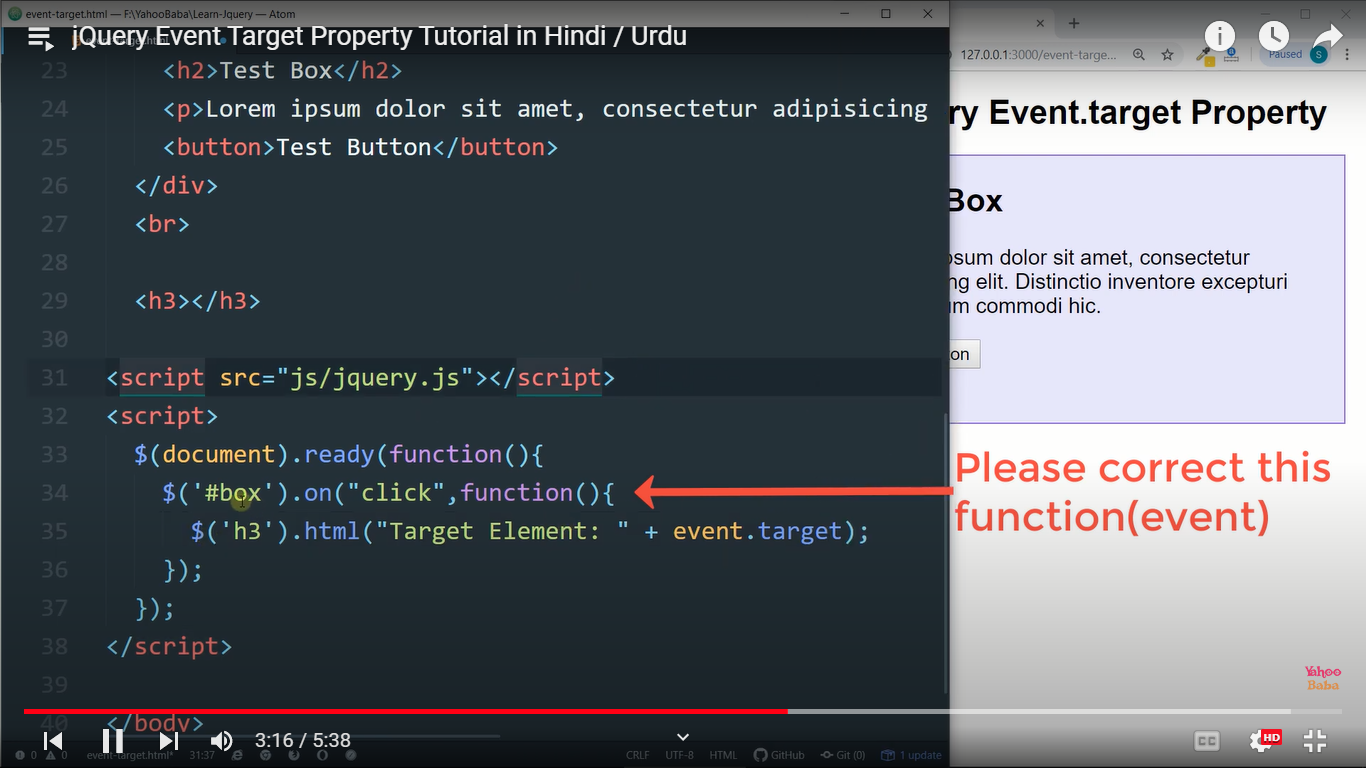 event-target.html — F:\YahooBaba\Learn-Jquery — Atom
jQuery Event Target Property Tutorial in Hindi / Urdu
127.0.0.1:3000/event-targe...
Paused
S
23 <h2>Test Box</h2>
24 <p>Lorem ipsum dolor sit amet, consectetur adipisicing
25 <button>Test Button</button>
26 </div>
27 <br>
28
29 <h3></h3>
30
31 <script src="js/jquery.js"></script>
32 <script>
33 $(document).ready(function(){
34 $('#box').on("click",function(){
35 $('h3').html("Target Element: " + event.target);
36 });
37 });
38 </script>
39
40 </body>
ry Event.target Property
Box
psum dolor sit amet, consectetur
ng elit. Distinctio inventore excepturi
um commodi hic.
on
Please correct this
function(event)
Yahoo
Baba
3:16 / 5:38
CC
HD
0 0 event-target.html* 31:37
CRLF UTF-8 HTML GitHub Git (0) 1 update